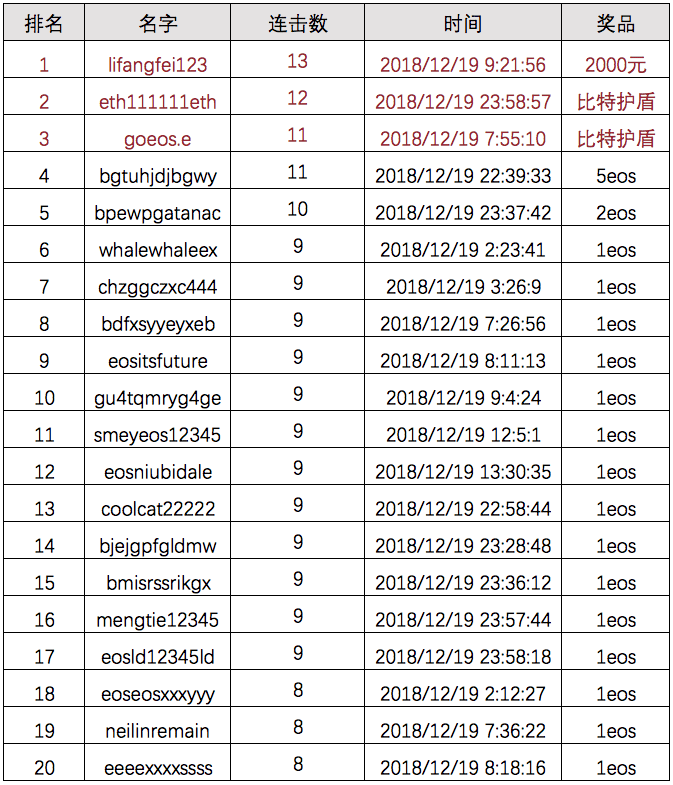 排名 名字 连击数 时间 奖品
1 lifangfei123 13 2018/12/19 9:21:56 2000元
2 eth111111eth 12 2018/12/19 23:58:57 比特护盾
3 goeos.e 11 2018/12/19 7:55:10 比特护盾
4 bgtuhjdjbgwy 11 2018/12/19 22:39:33 5eos
5 bpewpgatanac 10 2018/12/19 23:37:42 2eos
6 whalewhaleex 9 2018/12/19 2:23:41 1eos
7 chzggczxc444 9 2018/12/19 3:26:9 1eos
8 bdfxsyyeyxeb 9 2018/12/19 7:26:56 1eos
9 eositsfuture 9 2018/12/19 8:11:13 1eos
10 gu4tqmryg4ge 9 2018/12/19 9:4:24 1eos
11 smeyeos12345 9 2018/12/19 12:5:1 1eos
12 eosniubidale 9 2018/12/19 13:30:35 1eos
13 coolcat22222 9 2018/12/19 22:58:44 1eos
14 bjejgpfgldmw 9 2018/12/19 23:28:48 1eos
15 bmisrssrikgx 9 2018/12/19 23:36:12 1eos
16 mengtie12345 9 2018/12/19 23:57:44 1eos
17 eosld12345ld 9 2018/12/19 23:58:18 1eos
18 eoseosxxxyyy 8 2018/12/19 2:12:27 1eos
19 neilinremain 8 2018/12/19 7:36:22 1eos
20 eeeexxxxssss 8 2018/12/19 8:18:16 1eos